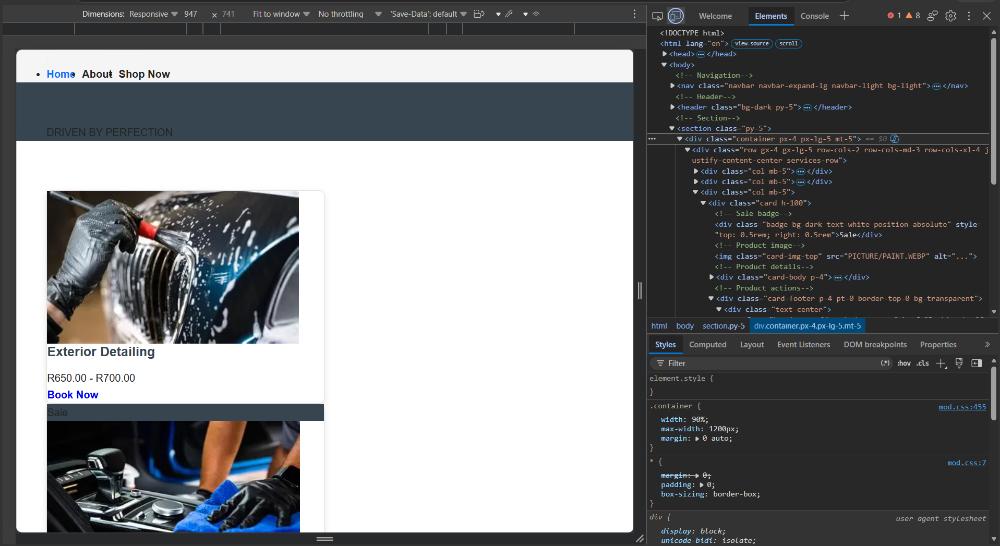 Dimensions: Responsive 947 × 741 Fit to window No throttling 'Save-Data': default
Home About Shop Now
DRIVEN BY PERFECTION
Exterior Detailing
R650.00 - R700.00
Book Now
Sale
Welcome Elements Console 1 8
<!DOCTYPE html>
<html lang="en"> view-source scroll
<head> ••• </head>
<body>
<!-- Navigation-->
<nav class="navbar navbar-expand-lg navbar-light bg-light"> ••• </nav>
<!-- Header-->
<header class="bg-dark py-5"> ••• </header>
<!-- Section-->
<section class="py-5">
••• <div class="container px-4 px-lg-5 mt-5"> == $0
<div class="row gx-4 gx-lg-5 row-cols-2 row-cols-md-3 row-cols-xl-4 j
ustify-content-center services-row">
<div class="col mb-5"> ••• </div>
<div class="col mb-5"> ••• </div>
<div class="col mb-5">
<div class="card h-100">
<!-- Sale badge-->
<div class="badge bg-dark text-white position-absolute" style=
"top: 0.5rem; right: 0.5rem">Sale</div>
<!-- Product image-->
<img class="card-img-top" src="PICTURE/PAINT.WEBP" alt="...">
<!-- Product details-->
<div class="card-body p-4"> ••• </div>
<!-- Product actions-->
<div class="card-footer p-4 pt-0 border-top-0 bg-transparent">
<div class="text-center">
html body section.py-5 div.container.px-4.px-lg-5.mt-5
Styles Computed Layout Event Listeners DOM breakpoints Properties
Filter (.*) :hov .cls
element.style {
}
.container { mod.css:455
width: 90%;
max-width: 1200px;
margin: 0 auto;
}
* { mod.css:7
margin: 0;
padding: 0;
box-sizing: border-box;
}
div { user agent stylesheet
display: block;
unicode-bidi: isolate;